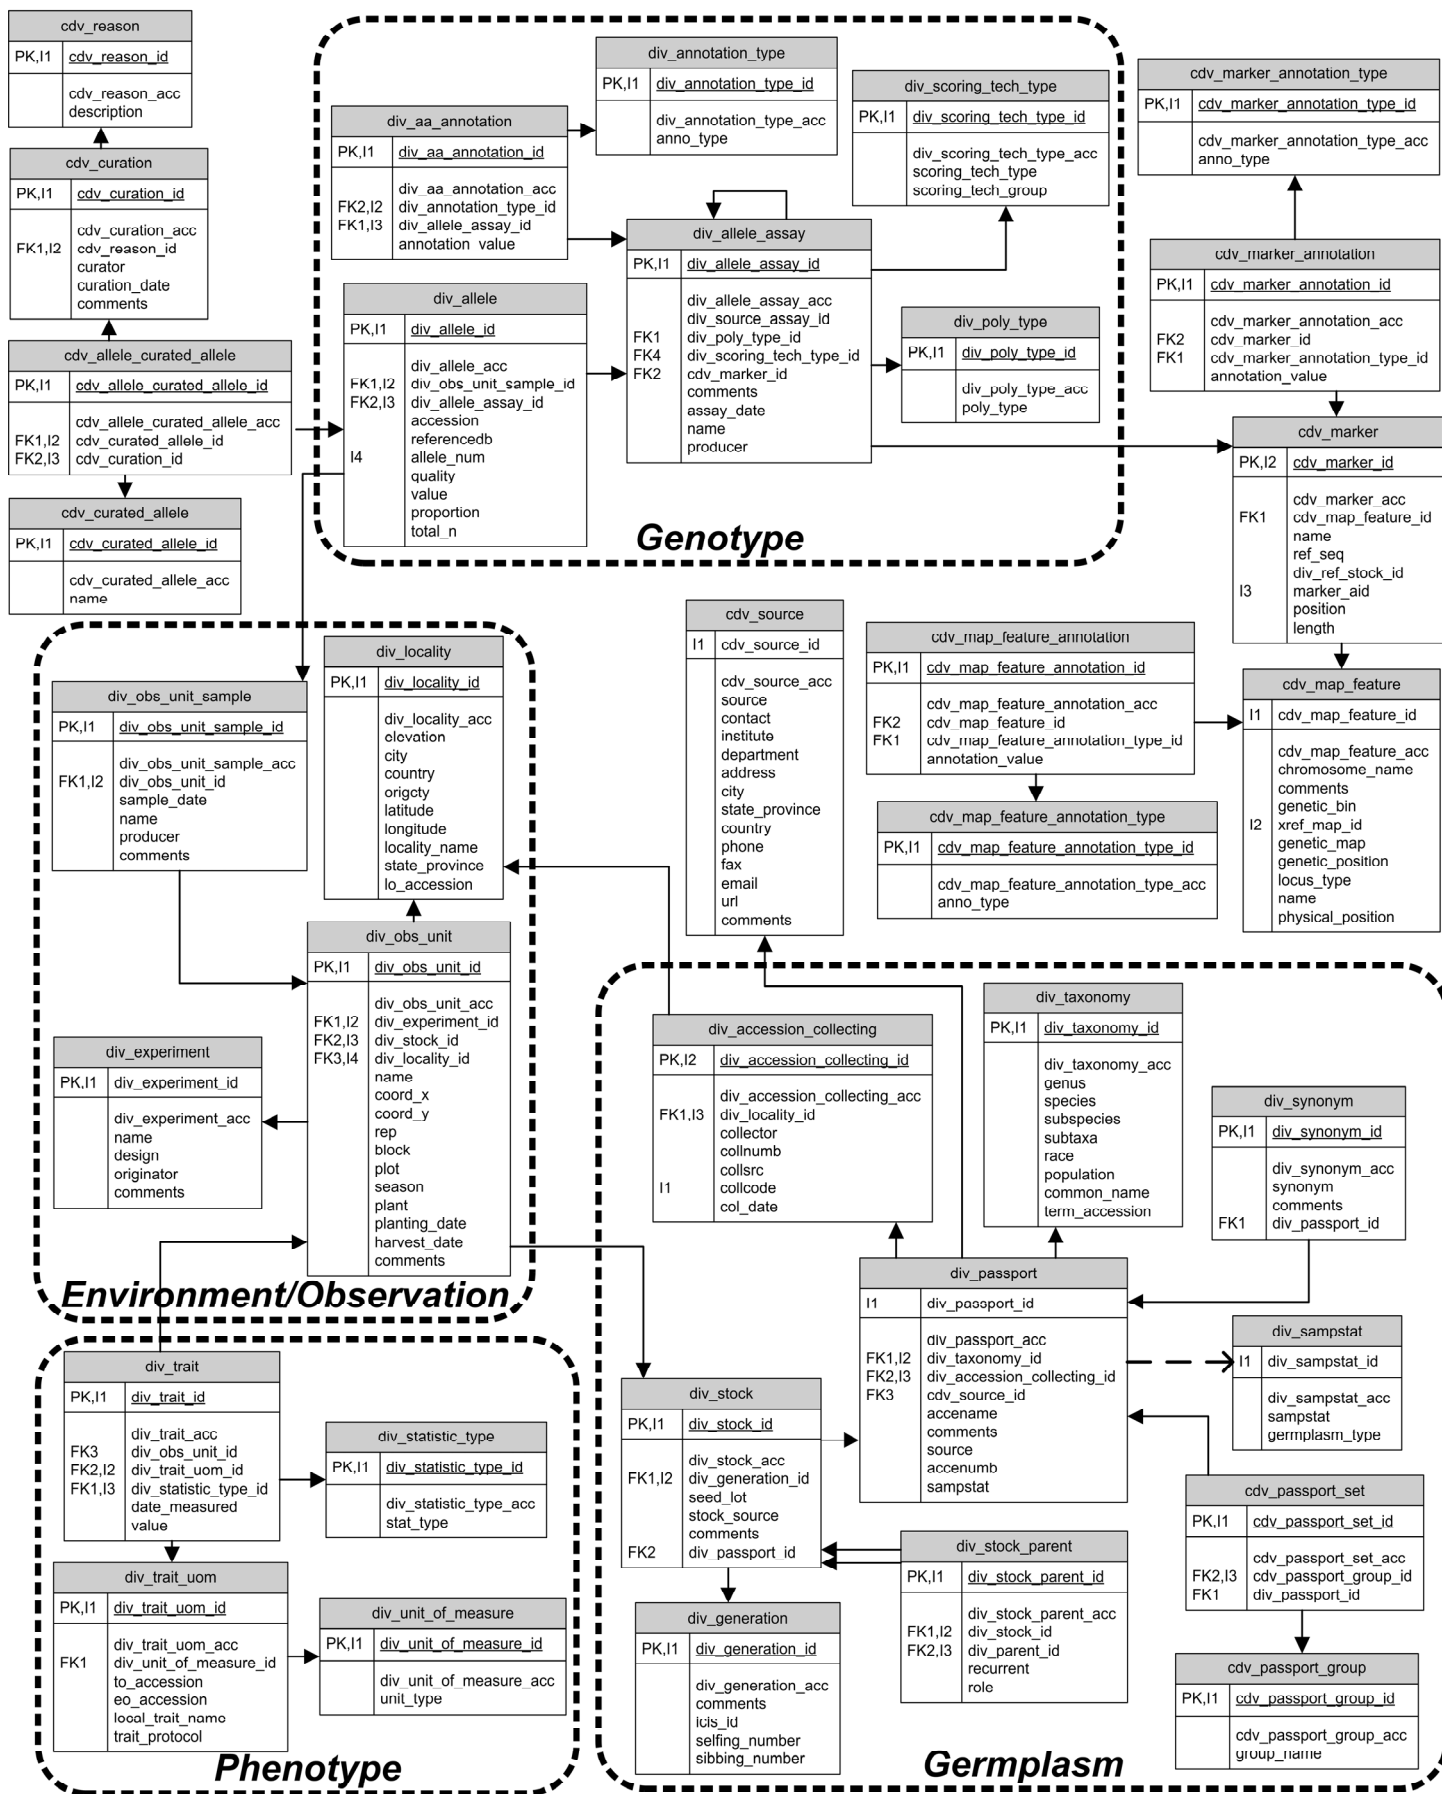 cdv_reason
PK,I1 cdv_reason_id
cdv_reason_acc
description
cdv_curation
PK,I1 cdv_curation_id
cdv_curation_acc
FK1,I2 cdv_reason_id
curator
curation_date
comments
cdv_allele_curated_allele
PK,I1 cdv_allele_curated_allele_id
cdv_allele_curated_allele_acc
FK1,I2 cdv_curated_allele_id
FK2,I3 cdv_curation_id
cdv_curated_allele
PK,I1 cdv_curated_allele_id
cdv_curated_allele_acc
name
div_annotation_type
PK,I1 div_annotation_type_id
div_annotation_type_acc
anno_type
div_aa_annotation
PK,I1 div_aa_annotation_id
div_aa_annotation_acc
FK2,I2 div_annotation_type_id
FK1,I3 div_allele_assay_id
annotation_value
div_scoring_tech_type
PK,I1 div_scoring_tech_type_id
div_scoring_tech_type_acc
scoring_tech_type
scoring_tech_group
div_allele_assay
PK,I1 div_allele_assay_id
div_allele_assay_acc
div_source_assay_id
FK1 div_poly_type_id
FK4 div_scoring_tech_type_id
FK2 cdv_marker_id
comments
assay_date
name
producer
div_allele
PK,I1 div_allele_id
div_allele_acc
FK1,I2 div_obs_unit_sample_id
FK2,I3 div_allele_assay_id
accession
referencedb
I4 allele_num
quality
value
proportion
total_n
div_poly_type
PK,I1 div_poly_type_id
div_poly_type_acc
poly_type
Genotype
cdv_marker_annotation_type
PK,I1 cdv_marker_annotation_type_id
cdv_marker_annotation_type_acc
anno_type
cdv_marker_annotation
PK,I1 cdv_marker_annotation_id
cdv_marker_annotation_acc
FK2 cdv_marker_id
FK1 cdv_marker_annotation_type_id
annotation_value
cdv_marker
PK,I2 cdv_marker_id
cdv_marker_acc
FK1 cdv_map_feature_id
name
ref_seq
div_ref_stock_id
I3 marker_aid
position
length
cdv_map_feature
I1 cdv_map_feature_id
cdv_map_feature_acc
chromosome_name
comments
genetic_bin
I2 xref_map_id
genetic_map
genetic_position
locus_type
name
physical_position
cdv_map_feature_annotation
PK,I1 cdv_map_feature_annotation_id
cdv_map_feature_annotation_acc
FK2 cdv_map_feature_id
FK1 cdv_map_feature_annotation_type_id
annotation_value
cdv_map_feature_annotation_type
PK,I1 cdv_map_feature_annotation_type_id
cdv_map_feature_annotation_type_acc
anno_type
cdv_source
I1 cdv_source_id
cdv_source_acc
source
contact
institute
department
address
city
state_province
country
phone
fax
email
url
comments
div_locality
PK,I1 div_locality_id
div_locality_acc
elevation
city
country
origcty
latitude
longitude
locality_name
state_province
lo_accession
div_obs_unit_sample
PK,I1 div_obs_unit_sample_id
div_obs_unit_sample_acc
FK1,I2 div_obs_unit_id
sample_date
name
producer
comments
div_obs_unit
PK,I1 div_obs_unit_id
div_obs_unit_acc
FK1,I2 div_experiment_id
FK2,I3 div_stock_id
FK3,I4 div_locality_id
name
coord_x
coord_y
rep
block
plot
season
plant
planting_date
harvest_date
comments
div_experiment
PK,I1 div_experiment_id
div_experiment_acc
name
design
originator
comments
Environment/Observation
div_trait
PK,I1 div_trait_id
div_trait_acc
FK3 div_obs_unit_id
FK2,I2 div_trait_uom_id
FK1,I3 div_statistic_type_id
date_measured
value
div_statistic_type
PK,I1 div_statistic_type_id
div_statistic_type_acc
stat_type
div_trait_uom
PK,I1 div_trait_uom_id
div_trait_uom_acc
FK1 div_unit_of_measure_id
to_accession
eo_accession
local_trait_name
trait_protocol
div_unit_of_measure
PK,I1 div_unit_of_measure_id
div_unit_of_measure_acc
unit_type
Phenotype
div_accession_collecting
PK,I2 div_accession_collecting_id
div_accession_collecting_acc
FK1,I3 div_locality_id
collector
collnumb
collsrc
I1 collcode
col_date
div_taxonomy
PK,I1 div_taxonomy_id
div_taxonomy_acc
genus
species
subspecies
subtaxa
race
population
common_name
term_accession
div_synonym
PK,I1 div_synonym_id
div_synonym_acc
synonym
comments
FK1 div_passport_id
div_passport
I1 div_passport_id
div_passport_acc
FK1,I2 div_taxonomy_id
FK2,I3 div_accession_collecting_id
FK3 cdv_source_id
accename
comments
source
accenumb
sampstat
div_sampstat
I1 div_sampstat_id
div_sampstat_acc
sampstat
germplasm_type
div_stock
PK,I1 div_stock_id
div_stock_acc
FK1,I2 div_generation_id
seed_lot
stock_source
comments
FK2 div_passport_id
cdv_passport_set
PK,I1 cdv_passport_set_id
cdv_passport_set_acc
FK2,I3 cdv_passport_group_id
FK1 div_passport_id
div_stock_parent
PK,I1 div_stock_parent_id
div_stock_parent_acc
FK1,I2 div_stock_id
FK2,I3 div_parent_id
recurrent
role
div_generation
PK,I1 div_generation_id
div_generation_acc
comments
icis_id
selfing_number
sibbing_number
cdv_passport_group
PK,I1 cdv_passport_group_id
cdv_passport_group_acc
group_name
Germplasm